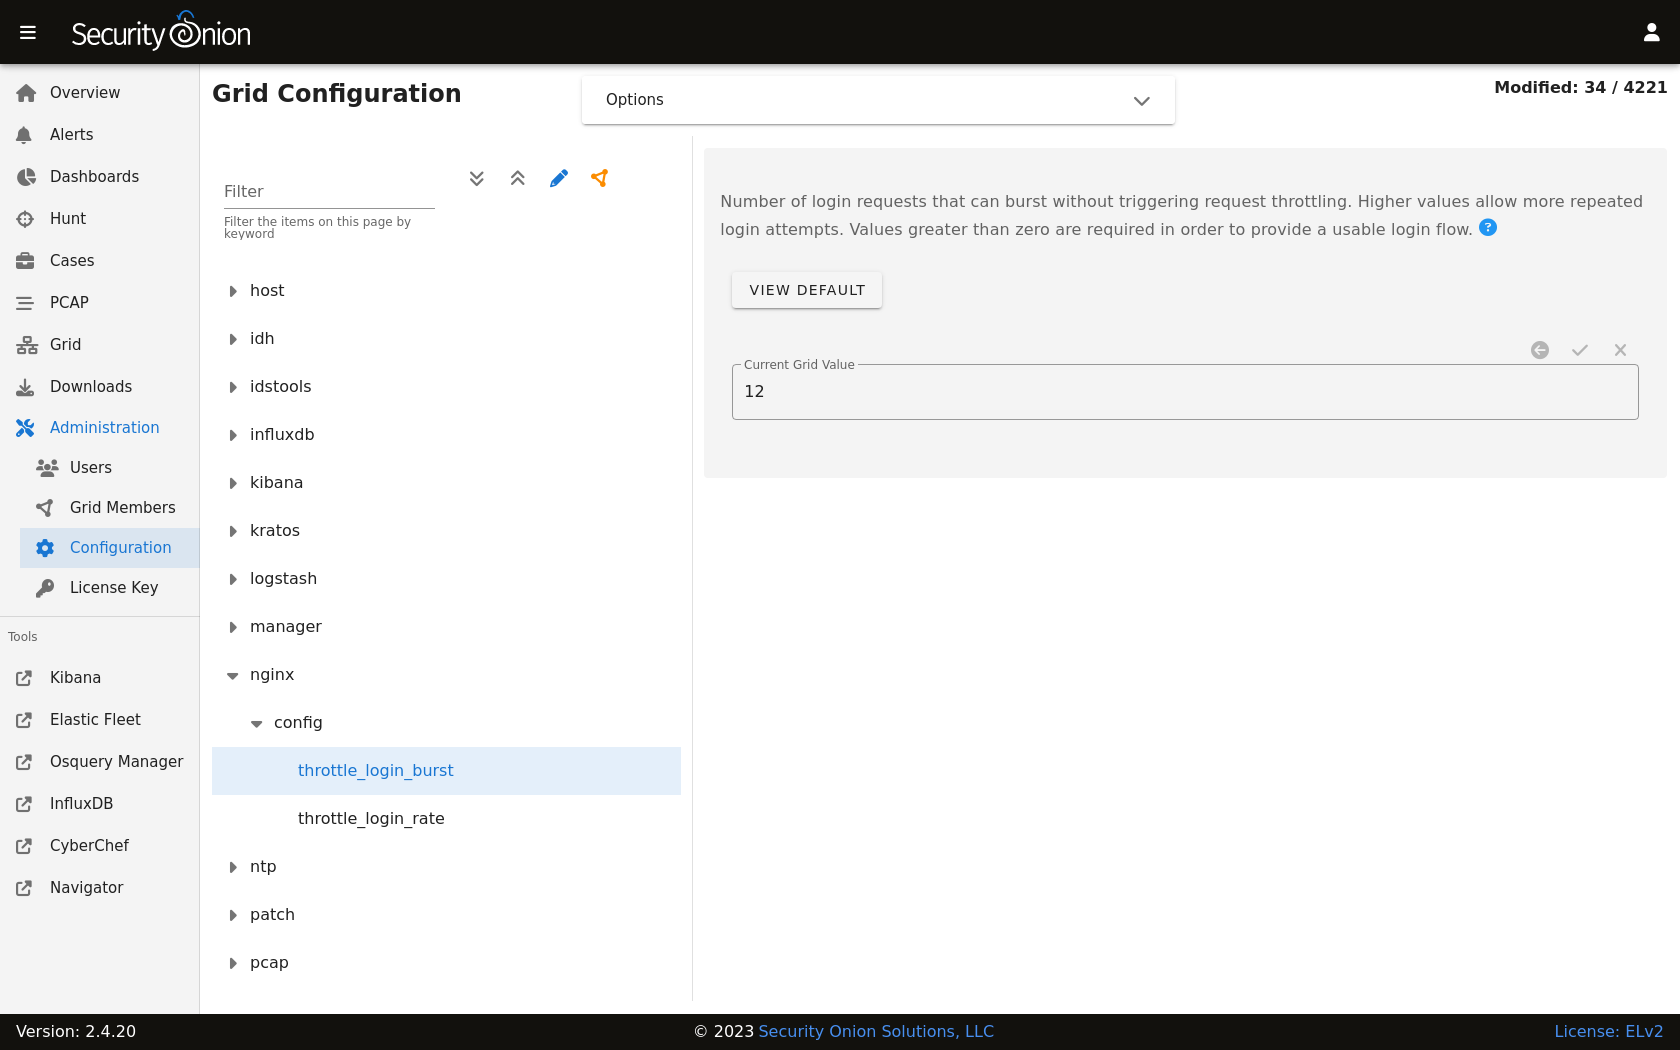 Security Onion
Overview
Alerts
Dashboards
Hunt
Cases
PCAP
Grid
Downloads
Administration
Users
Grid Members
Configuration
License Key
Tools
Kibana
Elastic Fleet
Osquery Manager
InfluxDB
CyberChef
Navigator
Grid Configuration
Options
Modified: 34 / 4221
Filter
Filter the items on this page by
keyword
host
idh
idstools
influxdb
kibana
kratos
logstash
manager
nginx
config
throttle_login_burst
throttle_login_rate
ntp
patch
pcap
Number of login requests that can burst without triggering request throttling. Higher values allow more repeated
login attempts. Values greater than zero are required in order to provide a usable login flow. ?
VIEW DEFAULT
Current Grid Value
12
Version: 2.4.20
© 2023 Security Onion Solutions, LLC
License: ELv2